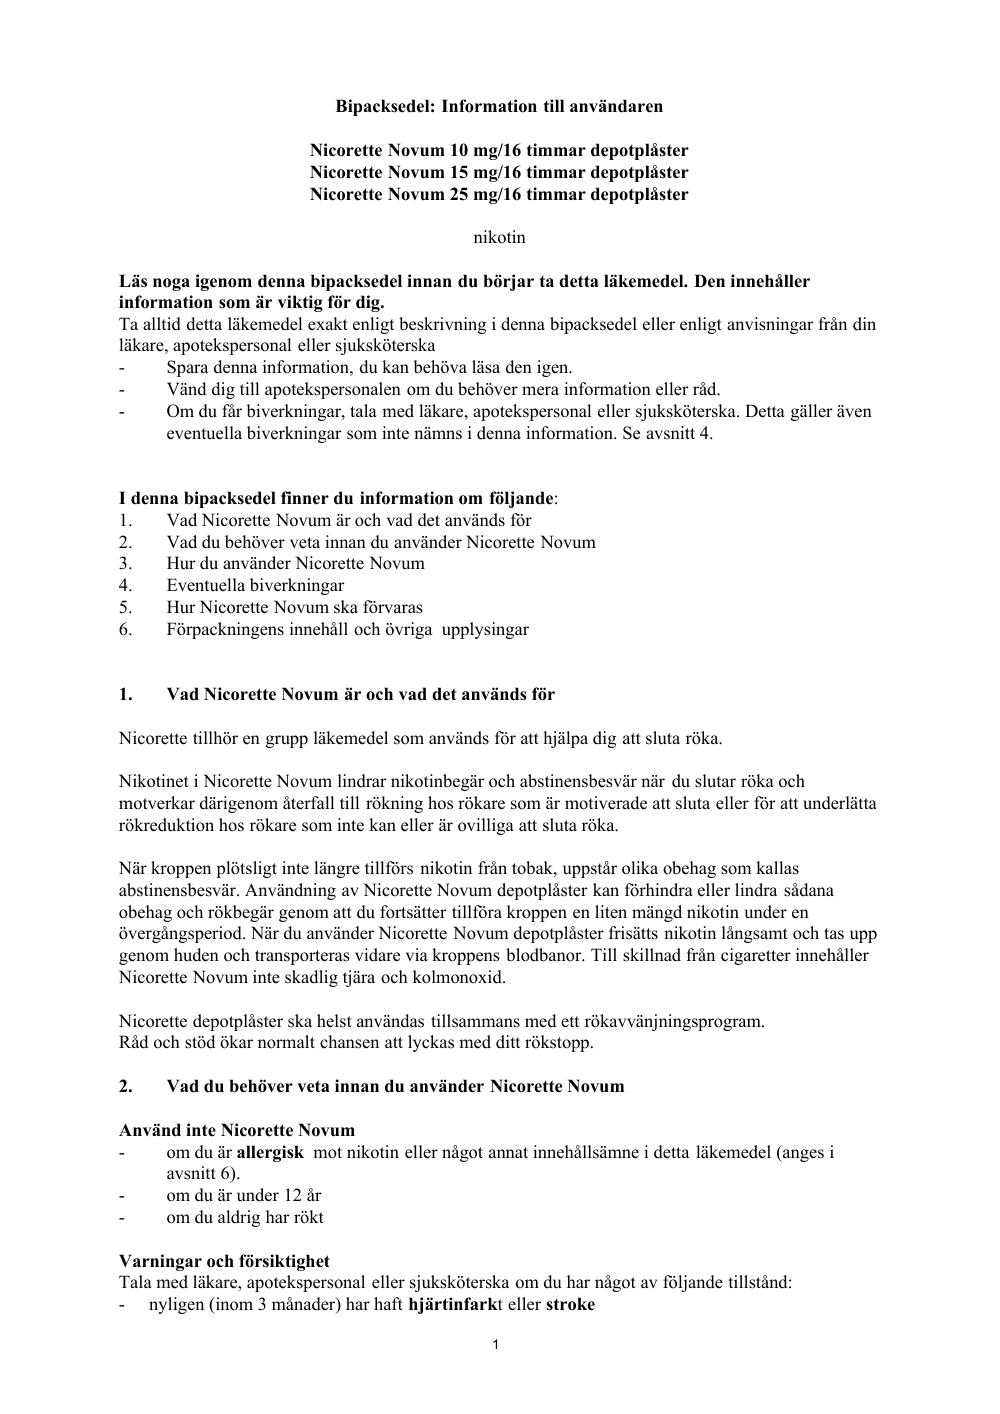 Bipacksedel: Information till användaren
Nicorette Novum 10 mg/16 timmar depotplåster
Nicorette Novum 15 mg/16 timmar depotplåster
Nicorette Novum 25 mg/16 timmar depotplåster
nikotin
Läs noga igenom denna bipacksedel innan du börjar ta detta läkemedel. Den innehåller
information som är viktig för dig.
Ta alltid detta läkemedel exakt enligt beskrivning i denna bipacksedel eller enligt anvisningar från din
läkare, apotekspersonal eller sjuksköterska
- Spara denna information, du kan behöva läsa den igen.
- Vänd dig till apotekspersonalen om du behöver mera information eller råd.
- Om du får biverkningar, tala med läkare, apotekspersonal eller sjuksköterska. Detta gäller även
eventuella biverkningar som inte nämns i denna information. Se avsnitt 4.
I denna bipacksedel finner du information om följande:
1. Vad Nicorette Novum är och vad det används för
2. Vad du behöver veta innan du använder Nicorette Novum
3. Hur du använder Nicorette Novum
4. Eventuella biverkningar
5. Hur Nicorette Novum ska förvaras
6. Förpackningens innehåll och övriga upplysingar
1. Vad Nicorette Novum är och vad det används för
Nicorette tillhör en grupp läkemedel som används för att hjälpa dig att sluta röka.
Nikotinet i Nicorette Novum lindrar nikotinbegär och abstinensbesvär när du slutar röka och
motverkar därigenom återfall till rökning hos rökare som är motiverade att sluta eller för att underlätta
rökreduktion hos rökare som inte kan eller är ovilliga att sluta röka.
När kroppen plötsligt inte längre tillförs nikotin från tobak, uppstår olika obehag som kallas
abstinensbesvär. Användning av Nicorette Novum depotplåster kan förhindra eller lindra sådana
obehag och rökbegär genom att du fortsätter tillföra kroppen en liten mängd nikotin under en
övergångsperiod. När du använder Nicorette Novum depotplåster frisätts nikotin långsamt och tas upp
genom huden och transporteras vidare via kroppens blodbanor. Till skillnad från cigaretter innehåller
Nicorette Novum inte skadlig tjära och kolmonoxid.
Nicorette depotplåster ska helst användas tillsammans med ett rökavvänjningsprogram.
Råd och stöd ökar normalt chansen att lyckas med ditt rökstopp.
2. Vad du behöver veta innan du använder Nicorette Novum
Använd inte Nicorette Novum
- om du är allergisk mot nikotin eller något annat innehållsämne i detta läkemedel (anges i
avsnitt 6).
- om du är under 12 år
- om du aldrig har rökt
Varningar och försiktighet
Tala med läkare, apotekspersonal eller sjuksköterska om du har något av följande tillstånd:
- nyligen (inom 3 månader) har haft hjärtinfarkt eller stroke
1